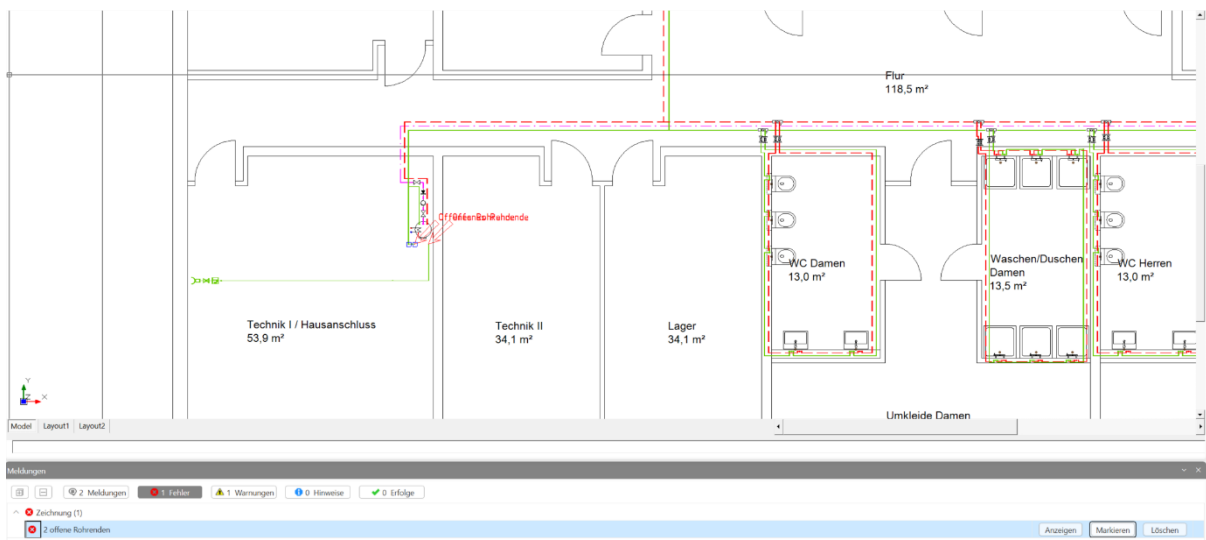 Flur
118,5 m²
Offenes Rohrende
WC Damen
13,0 m²
Waschen/Duschen
Damen
13,5 m²
WC Herren
13,0 m²
Technik I / Hausanschluss
53,9 m²
Technik II
34,1 m²
Lager
34,1 m²
Umkleide Damen
Y
Z
X
Model Layout1 Layout2
Meldungen
2 Meldungen 1 Fehler 1 Warnungen 0 Hinweise 0 Erfolge
Zeichnung (1)
2 offene Rohrenden Anzeigen Markieren Löschen